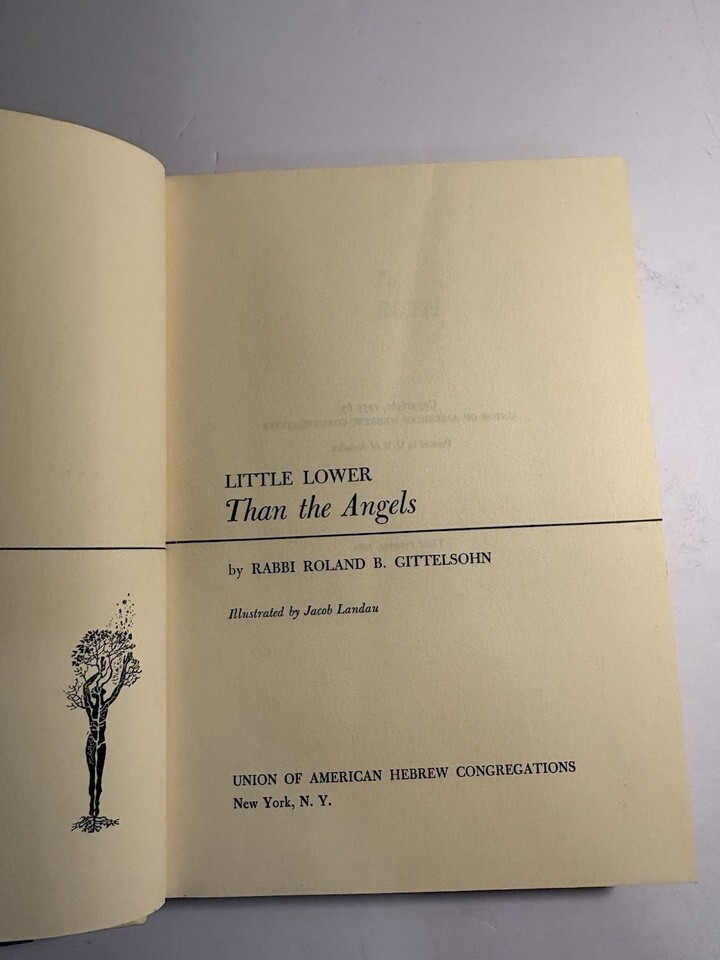 LITTLE LOWER
Than the Angels
by RABBI ROLAND B. GITTELSOHN
Illustrated by Jacob Landau
UNION OF AMERICAN HEBREW CONGREGATIONS
New York, N. Y.